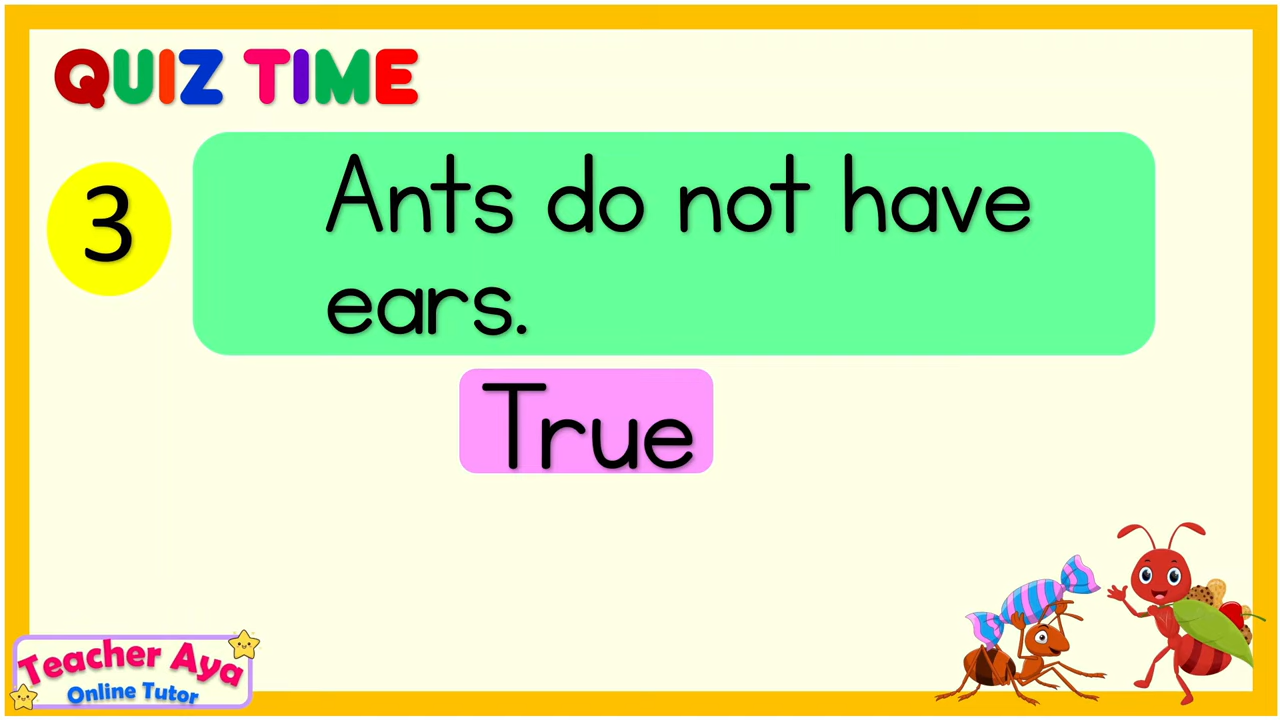 QUIZ TIME
3
Ants do not have
ears.
True
Teacher Aya
Online Tutor